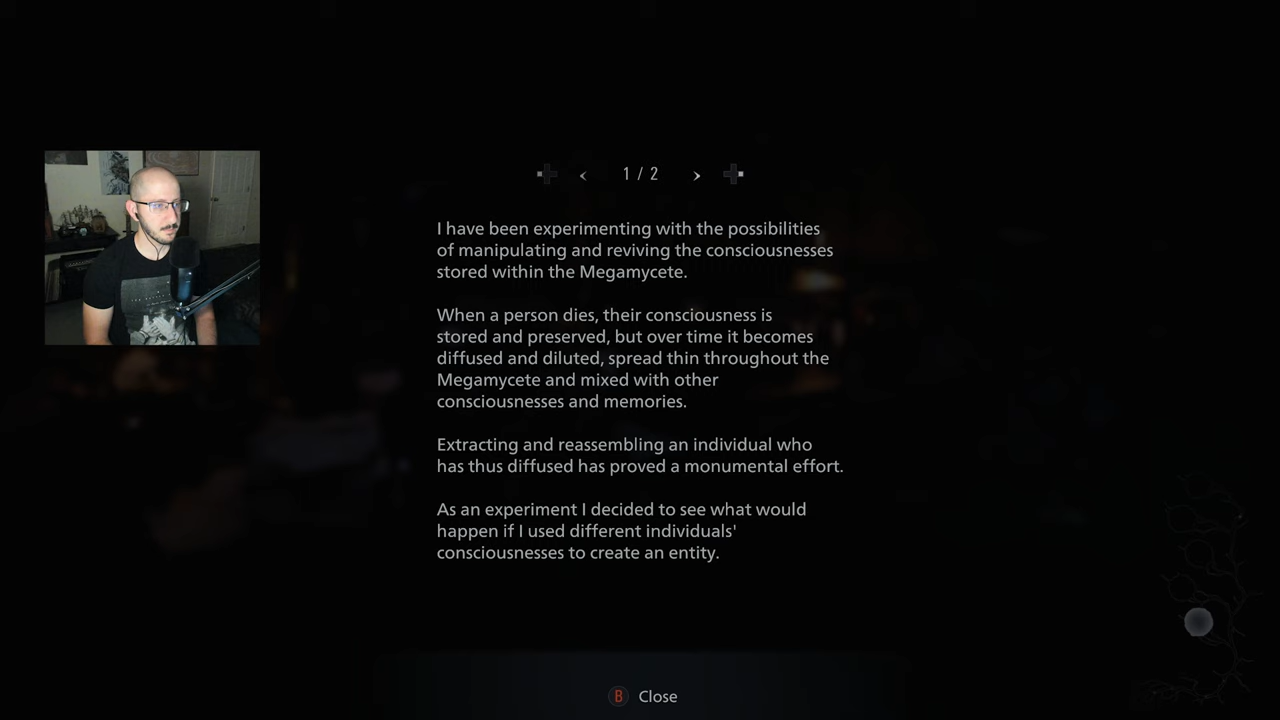 1 / 2
I have been experimenting with the possibilities
of manipulating and reviving the consciousnesses
stored within the Megamycete.
When a person dies, their consciousness is
stored and preserved, but over time it becomes
diffused and diluted, spread thin throughout the
Megamycete and mixed with other
consciousnesses and memories.
Extracting and reassembling an individual who
has thus diffused has proved a monumental effort.
As an experiment I decided to see what would
happen if I used different individuals'
consciousnesses to create an entity.
B Close